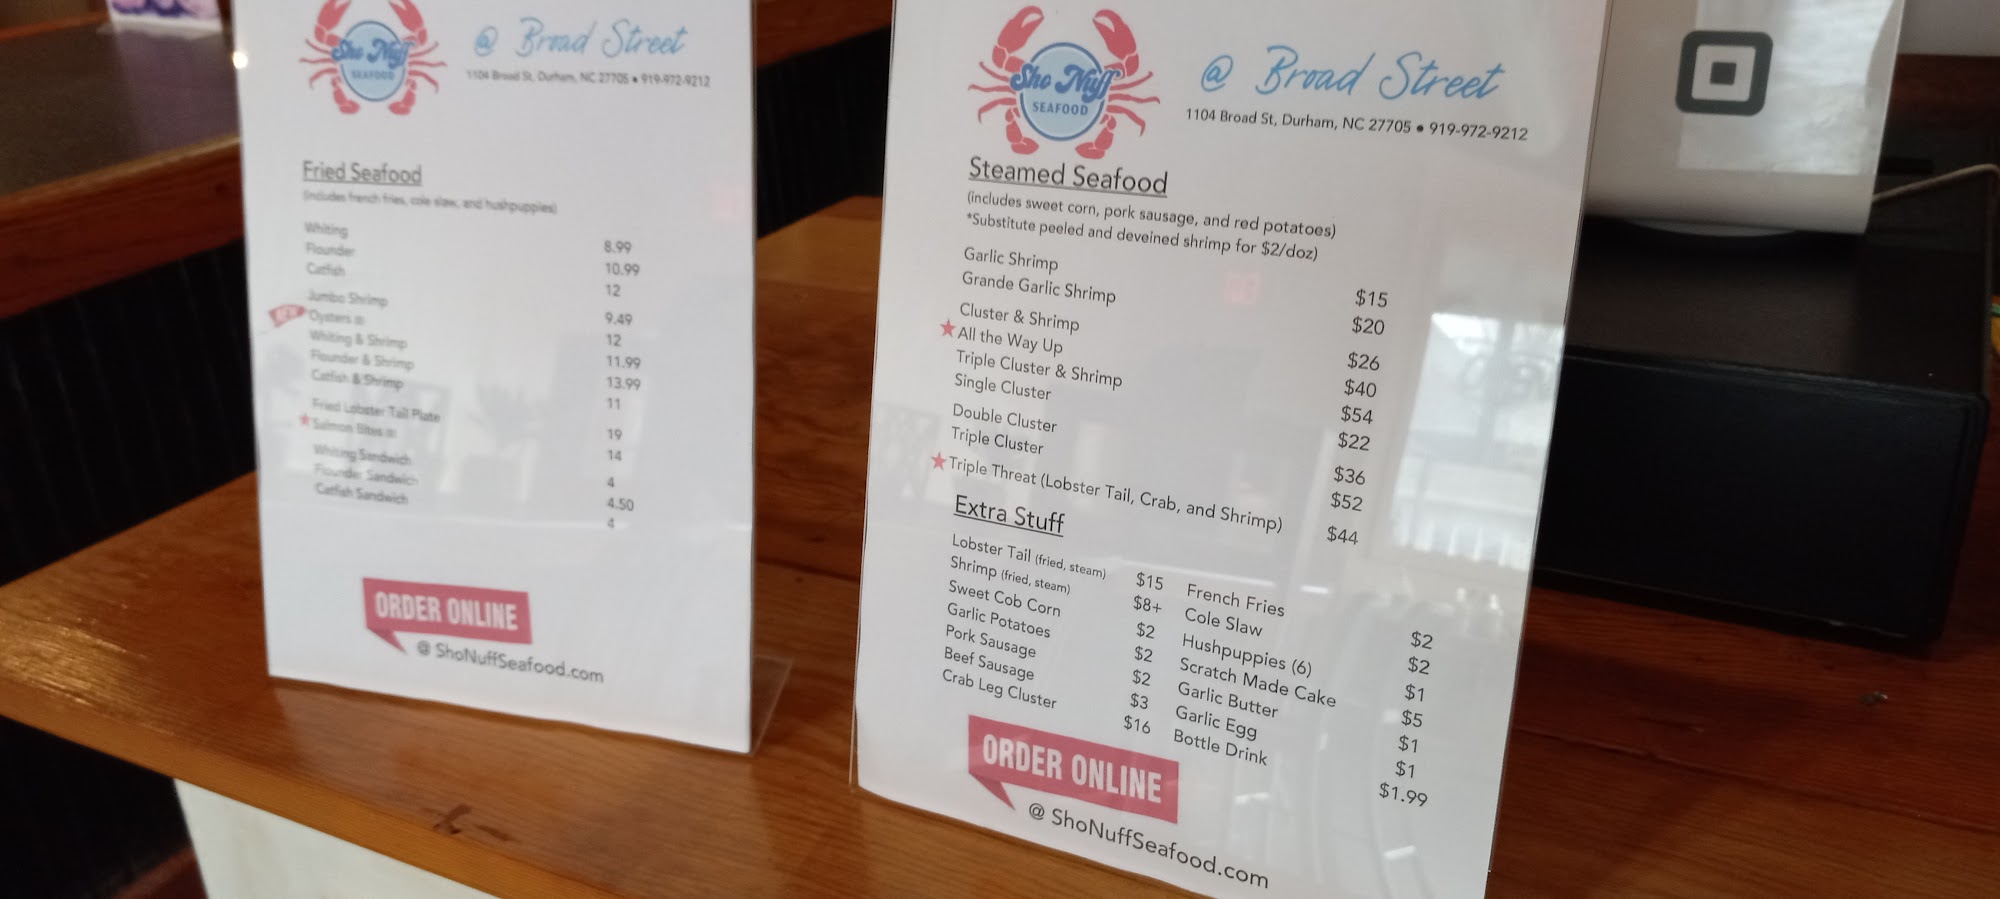 Sho Nuff
SEAFOOD
@ Broad Street
1104 Broad St, Durham, NC 27705 • 919-972-9212
Fried Seafood
(includes french fries, cole slaw, and hushpuppies)
Whiting 8.99
Flounder 10.99
Catfish 12
Jumbo Shrimp 9.49
NEW Oysters (8) 12
Whiting & Shrimp 11.99
Flounder & Shrimp 13.99
Catfish & Shrimp 11
Fried Lobster Tail Plate 19
★ Salmon Bites 14
Whiting Sandwich 4
Flounder Sandwich 4.50
Catfish Sandwich 4
ORDER ONLINE
@ ShoNuffSeafood.com
Sho Nuff
SEAFOOD
@ Broad Street
1104 Broad St, Durham, NC 27705 • 919-972-9212
Steamed Seafood
(includes sweet corn, pork sausage, and red potatoes)
*Substitute peeled and deveined shrimp for $2/doz)
Garlic Shrimp $15
Grande Garlic Shrimp $20
Cluster & Shrimp $26
★ All the Way Up $40
Triple Cluster & Shrimp $54
Single Cluster $22
Double Cluster $36
Triple Cluster $52
★ Triple Threat (Lobster Tail, Crab, and Shrimp) $44
Extra Stuff
Lobster Tail (fried, steam) $15 French Fries $2
Shrimp (fried, steam) $8+ Cole Slaw $2
Sweet Cob Corn $2 Hushpuppies (6) $1
Garlic Potatoes $2 Scratch Made Cake $5
Pork Sausage $2 Garlic Butter $1
Beef Sausage $3 Garlic Egg $1
Crab Leg Cluster $16 Bottle Drink $1.99
ORDER ONLINE
@ ShoNuffSeafood.com